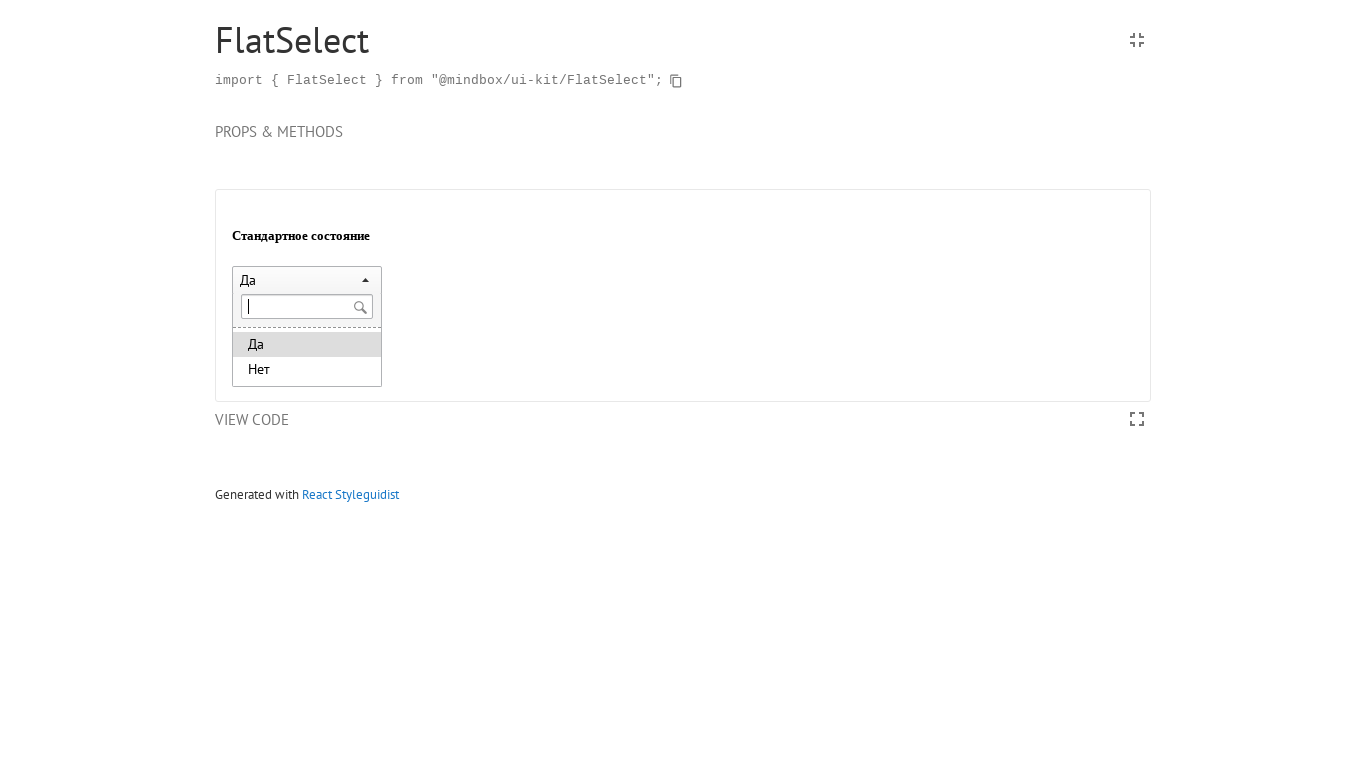 FlatSelect
import { FlatSelect } from "@mindbox/ui-kit/FlatSelect";
PROPS & METHODS
Стандартное состояние
Да
Да
Нет
VIEW CODE
Generated with React Styleguidist